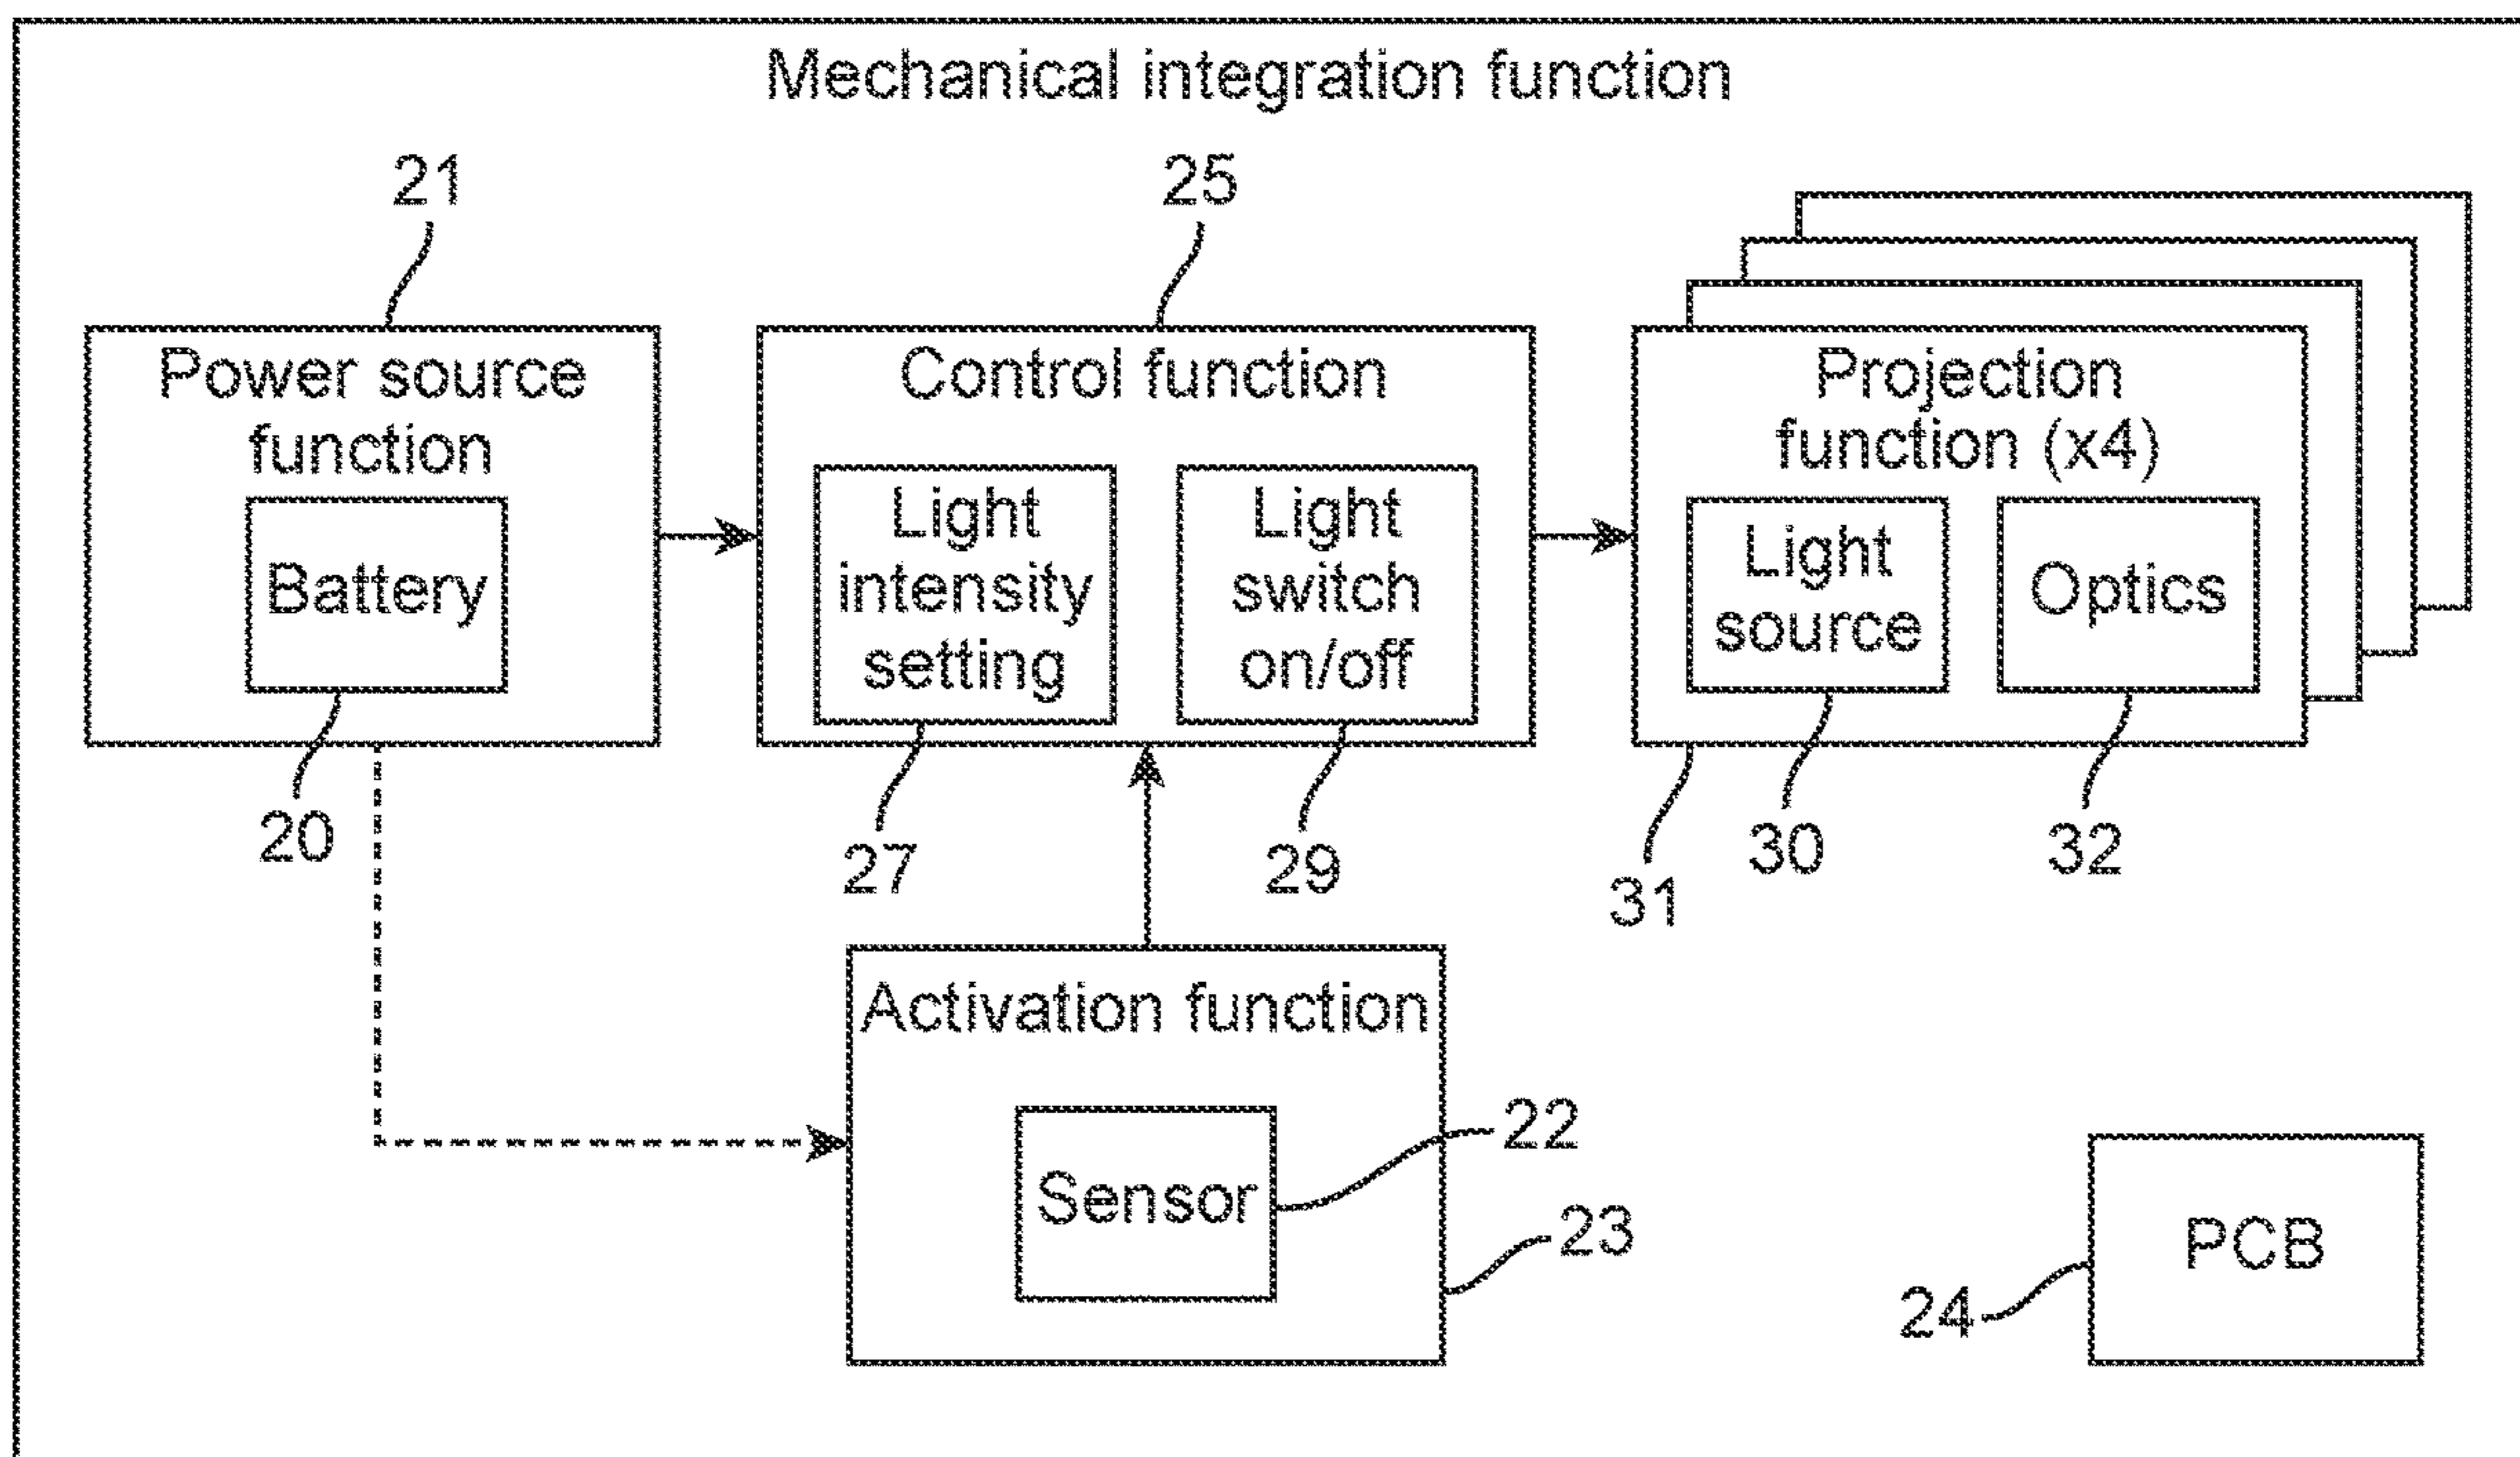 Mechanical integration function
21
25
Power source
function
Battery
20
Control function
Light
intensity
setting
27
Light
switch
on/off
29
Projection
function (x4)
Light
source
30
Optics
32
31
Activation function
Sensor
22
23
PCB
24